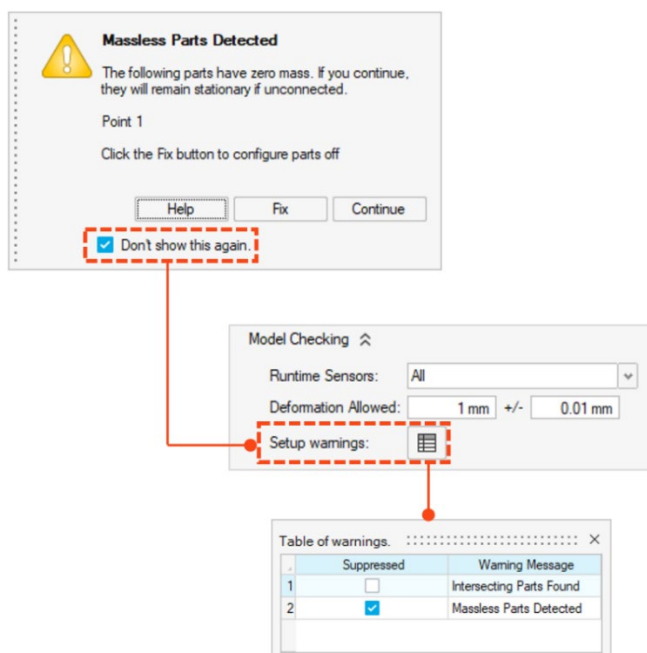 Massless Parts Detected
The following parts have zero mass. If you continue,
they will remain stationary if unconnected.
Point 1
Click the Fix button to configure parts off
Help Fix Continue
Don't show this again.
Model Checking
Runtime Sensors: All
Deformation Allowed: 1 mm +/- 0.01 mm
Setup warnings:
Table of warnings.
Suppressed Warning Message
1 Intersecting Parts Found
2 Massless Parts Detected